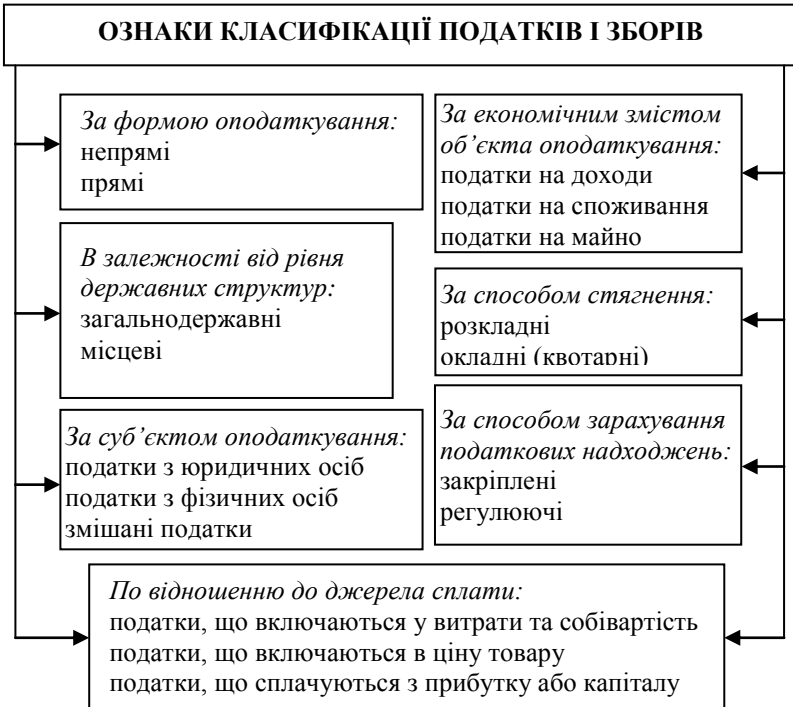 ОЗНАКИ КЛАСИФІКАЦІЇ ПОДАТКІВ І ЗБОРІВ
За формою оподаткування:
непрямі
прямі
В залежності від рівня
державних структур:
загальнодержавні
місцеві
За суб’єктом оподаткування:
податки з юридичних осіб
податки з фізичних осіб
змішані податки
За економічним змістом
об’єкта оподаткування:
податки на доходи
податки на споживання
податки на майно
За способом стягнення:
розкладні
окладні (квотарні)
За способом зарахування
податкових надходжень:
закріплені
регулюючі
По відношенню до джерела сплати:
податки, що включаються у витрати та собівартість
податки, що включаються в ціну товару
податки, що сплачуються з прибутку або капіталу